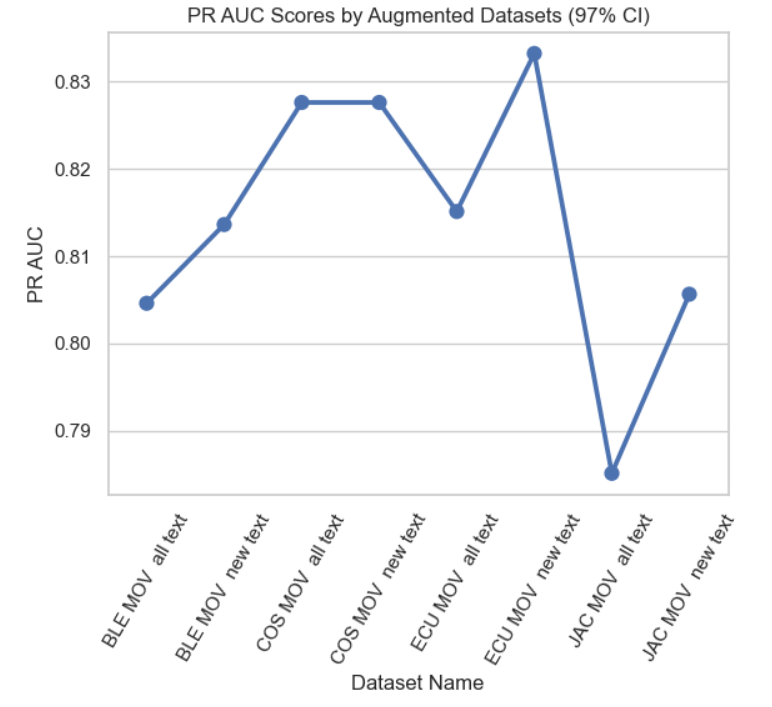 PR AUC Scores by Augmented Datasets (97% CI)
PR AUC
0.83
0.82
0.81
0.80
0.79
BLE MOV  all text
BLE MOV  new text
COS MOV  all text
COS MOV  new text
ECU MOV  all text
ECU MOV  new text
JAC MOV  all text
JAC MOV  new text
Dataset Name